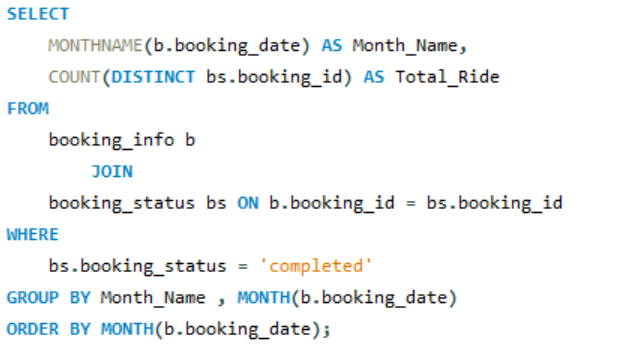 SELECT
MONTHNAME(b.booking_date) AS Month_Name,
COUNT(DISTINCT bs.booking_id) AS Total_Ride
FROM
booking_info b
JOIN
booking_status bs ON b.booking_id = bs.booking_id
WHERE
bs.booking_status = 'completed'
GROUP BY Month_Name , MONTH(b.booking_date)
ORDER BY MONTH(b.booking_date);